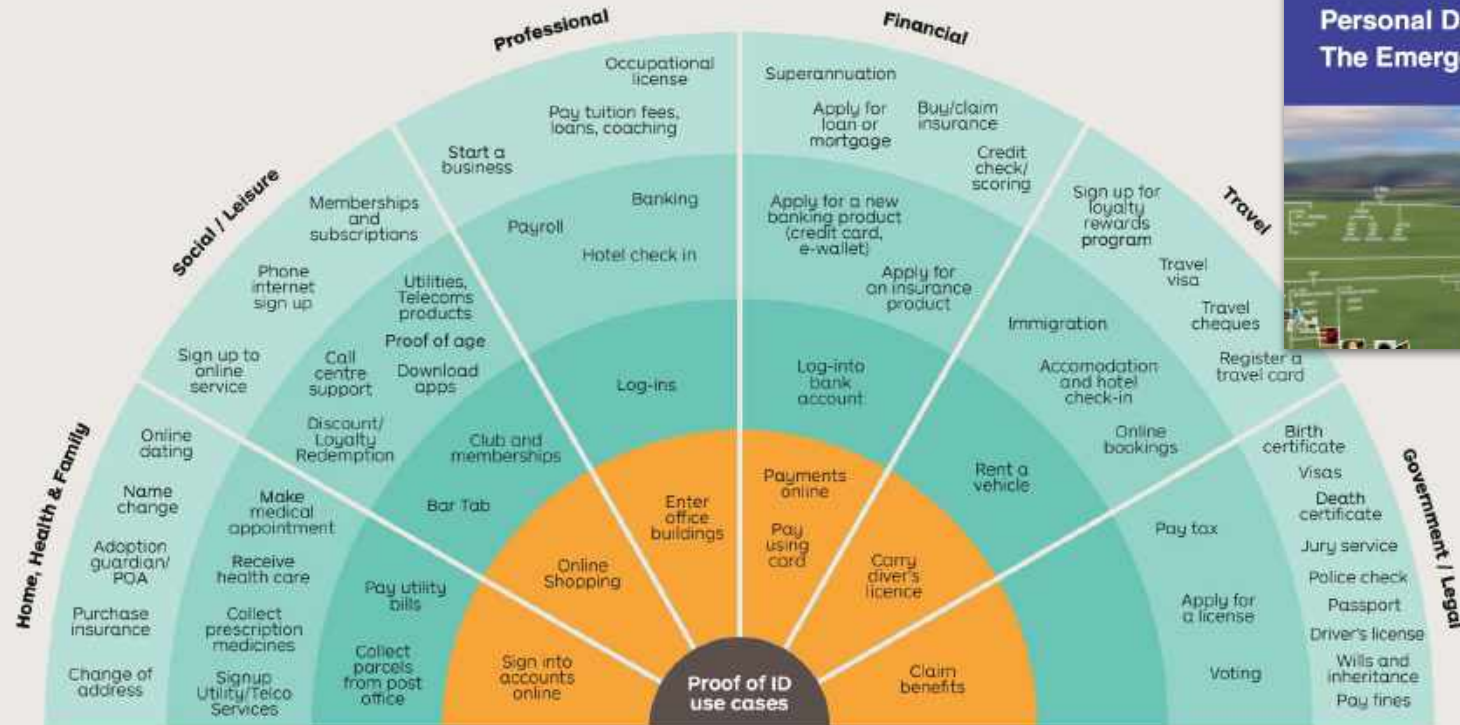 Professional
Occupational
license
Pay tuition fees,
loans, coaching
Start a
business
Banking
Payroll
Hotel check in
Log-ins
Enter
office
buildings
Financial
Superannuation
Apply for
loan or
mortgage
Buy/claim
insurance
Credit
check/
scoring
Apply for a new
banking product
(credit card,
e-wallet)
Apply for
an insurance
product
Log-into
bank
account
Payments
online
Pay
using
card
Travel
Sign up for
loyalty
rewards
program
Travel
visa
Travel
cheques
Register a
travel card
Immigration
Accomodation
and hotel
check-in
Online
bookings
Rent a
vehicle
Carry
diver's
licence
Government / Legal
Birth
certificate
Visas
Death
certificate
Jury service
Police check
Passport
Driver's license
Wills and
inheritance
Pay fines
Pay tax
Apply for
a license
Voting
Claim
benefits
Social / Leisure
Memberships
and
subscriptions
Phone
internet
sign up
Sign up to
online
service
Utilities,
Telecoms
products
Proof of age
Call
centre
support
Download
apps
Discount/
Loyalty
Redemption
Club and
memberships
Bar Tab
Online
Shopping
Home, Health & Family
Online
dating
Name
change
Adoption
guardian/
POA
Purchase
insurance
Change of
address
Make
medical
appointment
Receive
health care
Collect
prescription
medicines
Signup
Utility/Telco
Services
Pay utility
bills
Collect
parcels
from post
office
Sign into
accounts
online
Proof of ID
use cases
Personal D
The Emerg